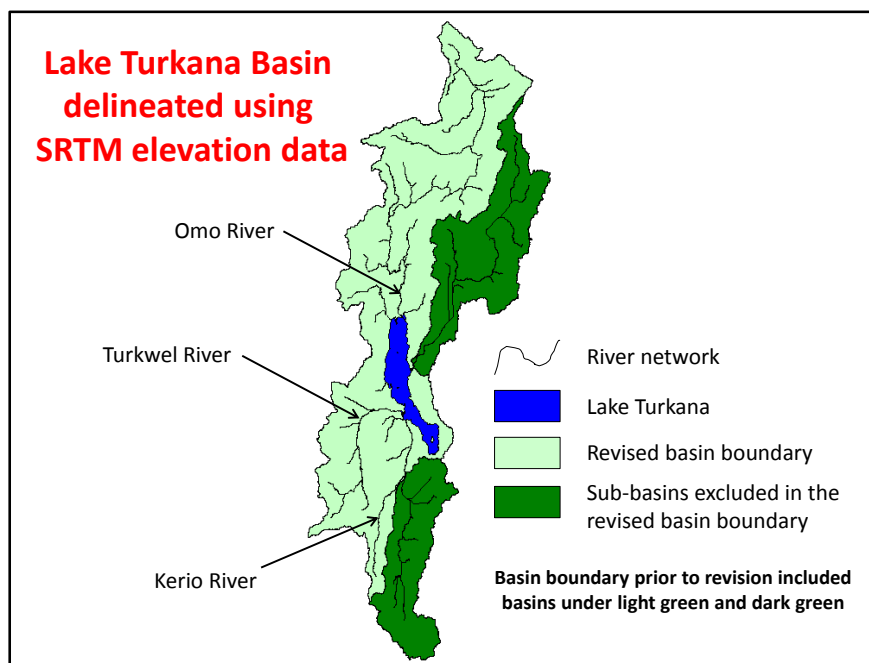 Lake Turkana Basin
delineated using
SRTM elevation data
Omo River
Turkwel River
Kerio River
River network
Lake Turkana
Revised basin boundary
Sub-basins excluded in the
revised basin boundary
Basin boundary prior to revision included
basins under light green and dark green